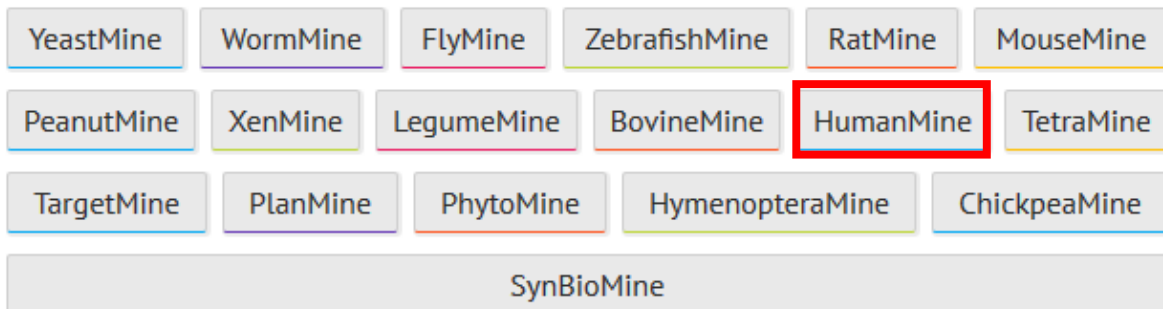 YeastMine WormMine FlyMine ZebrafishMine RatMine MouseMine
PeanutMine XenMine LegumeMine BovineMine HumanMine TetraMine
TargetMine PlanMine PhytoMine HymenopteraMine ChickpeaMine
SynBioMine